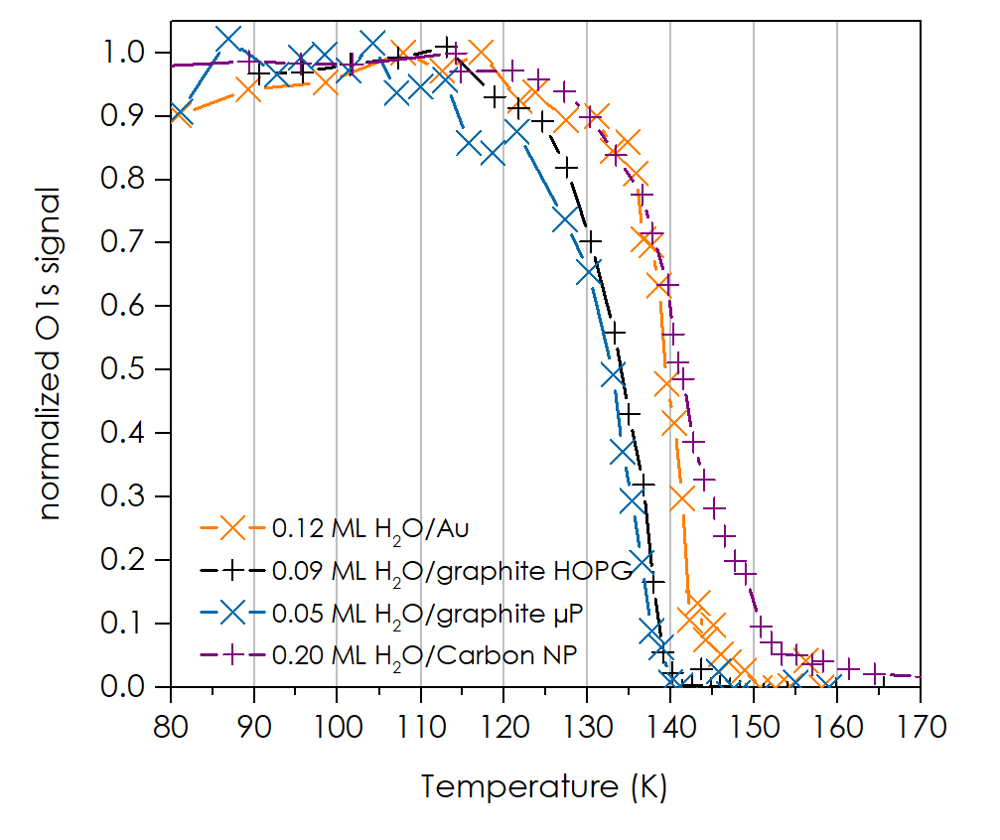 1.0
0.9
0.8
0.7
0.6
0.5
0.4
0.3
0.2
0.1
0.0
normalized O 1s signal
0.12 ML H₂O/Au
0.09 ML H₂O/graphite HOPG
0.05 ML H₂O/graphite µP
0.20 ML H₂O/Carbon NP
80 90 100 110 120 130 140 150 160 170
Temperature (K)